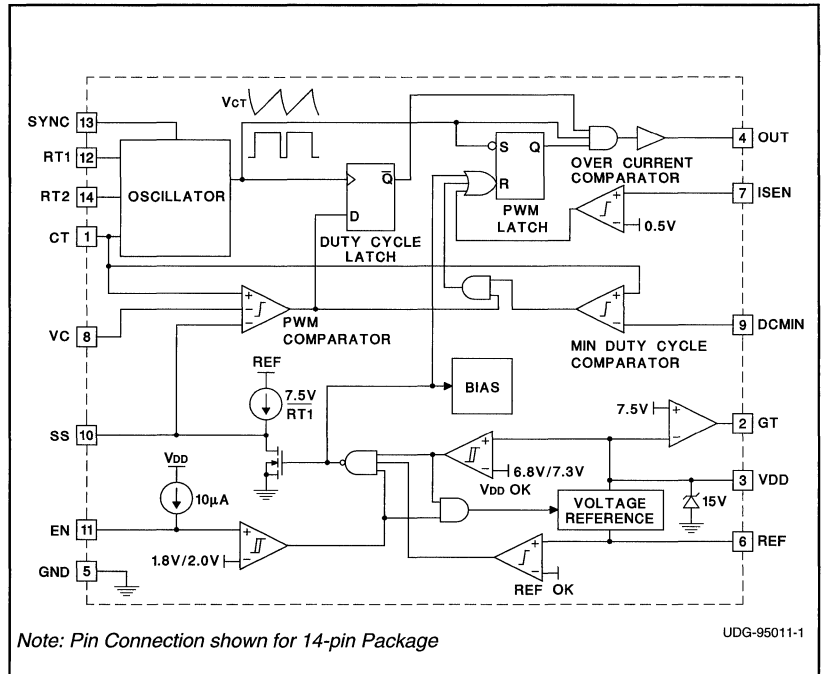 VCT
SYNC 13
RT1 12
RT2 14
CT 1
OSCILLATOR
Q
D
DUTY CYCLE
LATCH
S Q
R
PWM
LATCH
4 OUT
OVER CURRENT
COMPARATOR
7 ISEN
+
−
0.5V
VC 8
+
−
−
PWM
COMPARATOR
+
−
MIN DUTY CYCLE
COMPARATOR
9 DCMIN
REF
7.5V
RT1
BIAS
7.5V
+
−
2 GT
SS 10
VDD
10µA
+
−
6.8V/7.3V
VDD OK
3 VDD
15V
VOLTAGE
REFERENCE
EN 11
+
−
1.8V/2.0V
+
−
REF OK
6 REF
GND 5
Note: Pin Connection shown for 14-pin Package
UDG-95011-1